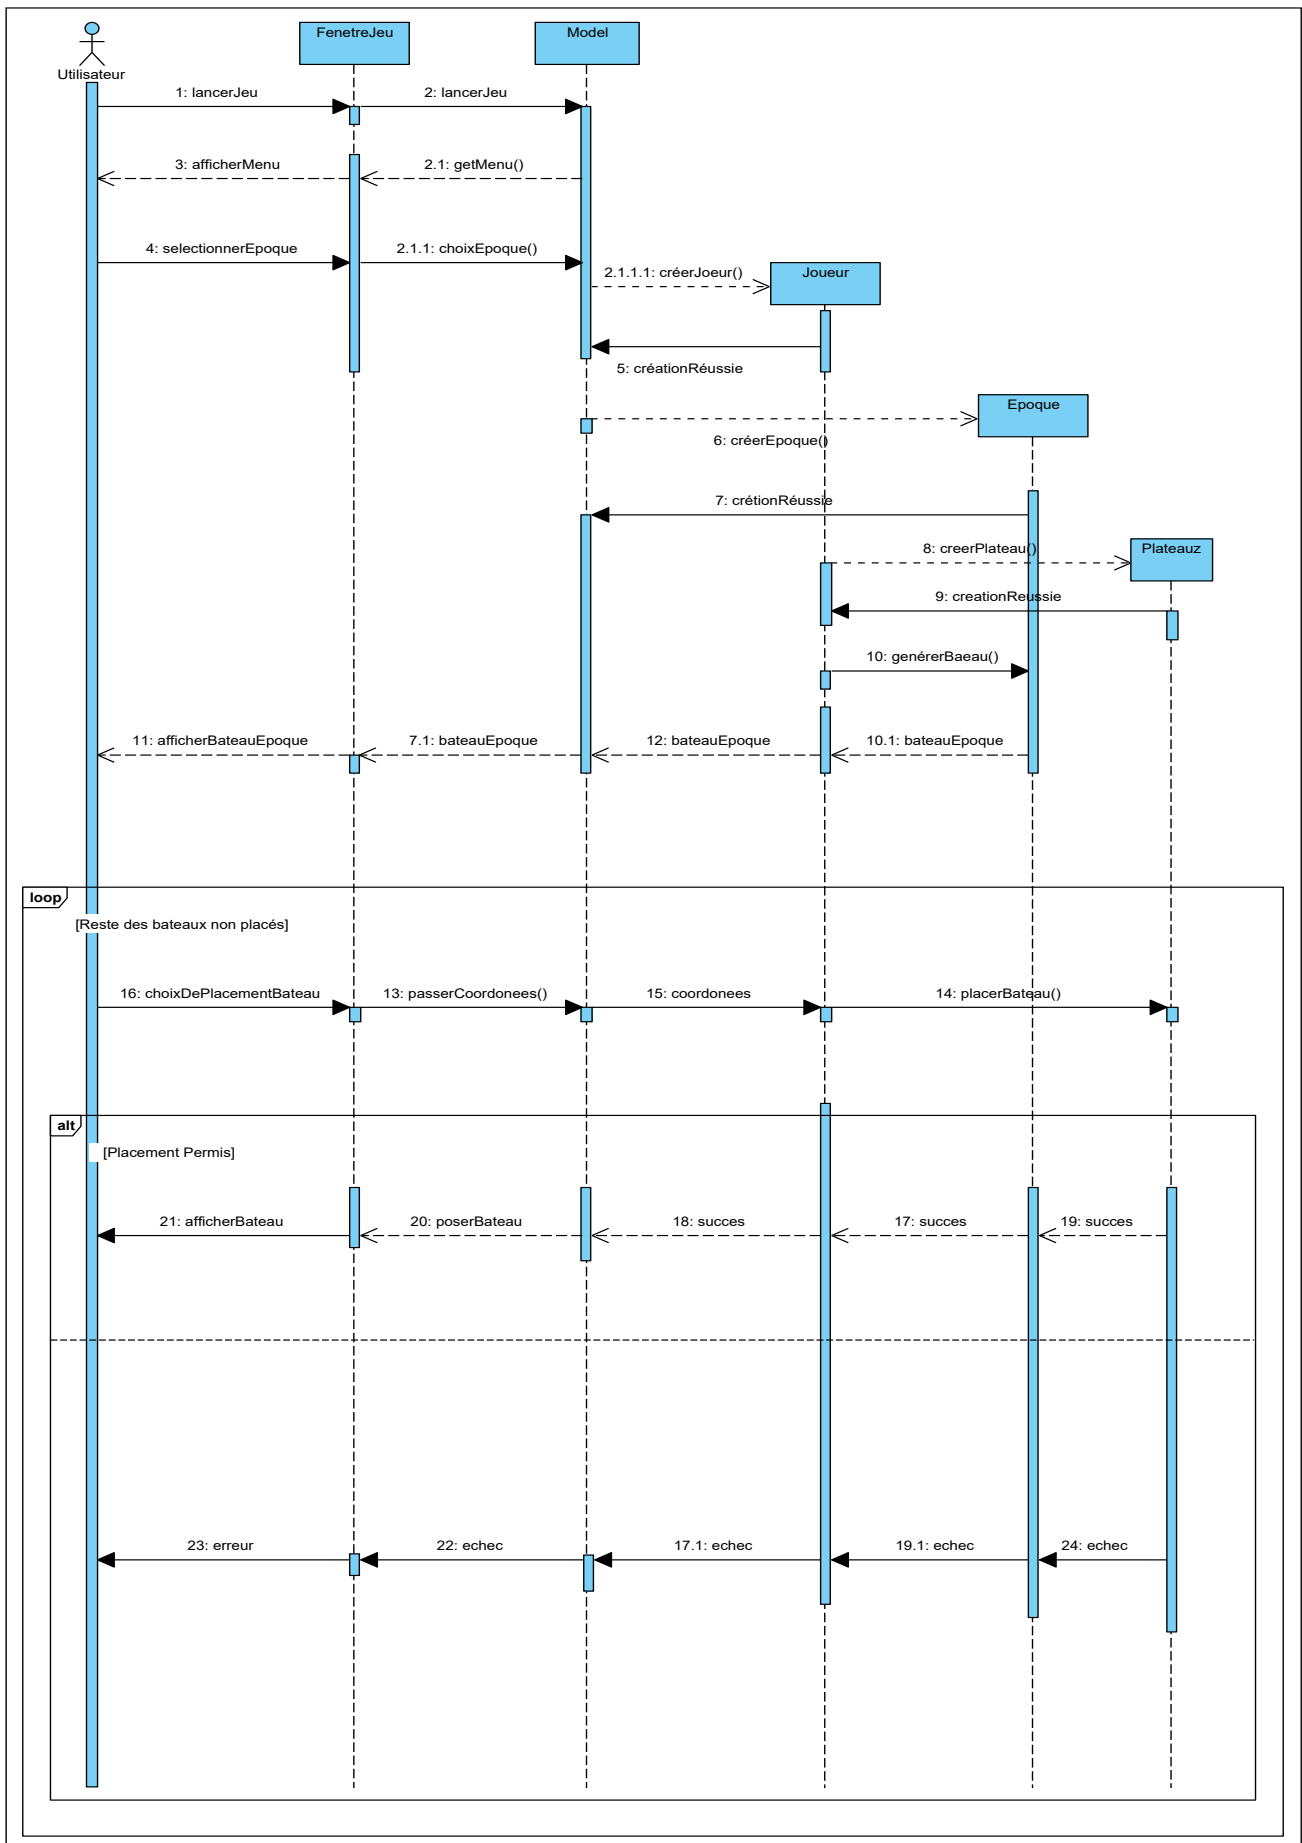 FenetreJeu
Model
Utilisateur
1: lancerJeu
2: lancerJeu
3: afficherMenu
2.1: getMenu()
4: selectionnerEpoque
2.1.1: choixEpoque()
2.1.1.1: créerJoeur()
Joueur
5: créationRéussie
Epoque
6: créerEpoque()
7: crétionRéussie
8: creerPlateau()
Plateauz
9: creationReussie
10: genérerBaeau()
11: afficherBateauEpoque
7.1: bateauEpoque
12: bateauEpoque
10.1: bateauEpoque
loop
[Reste des bateaux non placés]
16: choixDePlacementBateau
13: passerCoordonees()
15: coordonees
14: placerBateau()
alt
[Placement Permis]
21: afficherBateau
20: poserBateau
18: succes
17: succes
19: succes
23: erreur
22: echec
17.1: echec
19.1: echec
24: echec